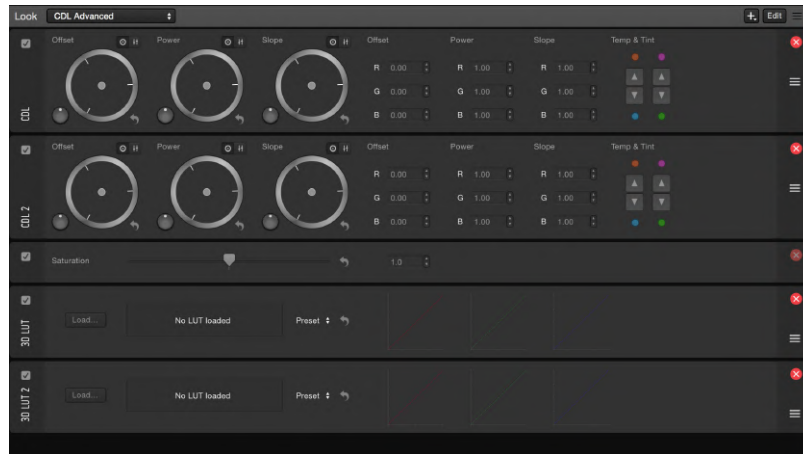 Look CDL Advanced Edit
Offset Power Slope Offset Power Slope Temp & Tint
R 0.00 R 1.00 R 1.00
G 0.00 G 1.00 G 1.00
B 0.00 B 1.00 B 1.00
CDL
Offset Power Slope Offset Power Slope Temp & Tint
R 0.00 R 1.00 R 1.00
G 0.00 G 1.00 G 1.00
B 0.00 B 1.00 B 1.00
CDL 2
Saturation 1.0
Load... No LUT loaded Preset
3D LUT
Load... No LUT loaded Preset
3D LUT 2